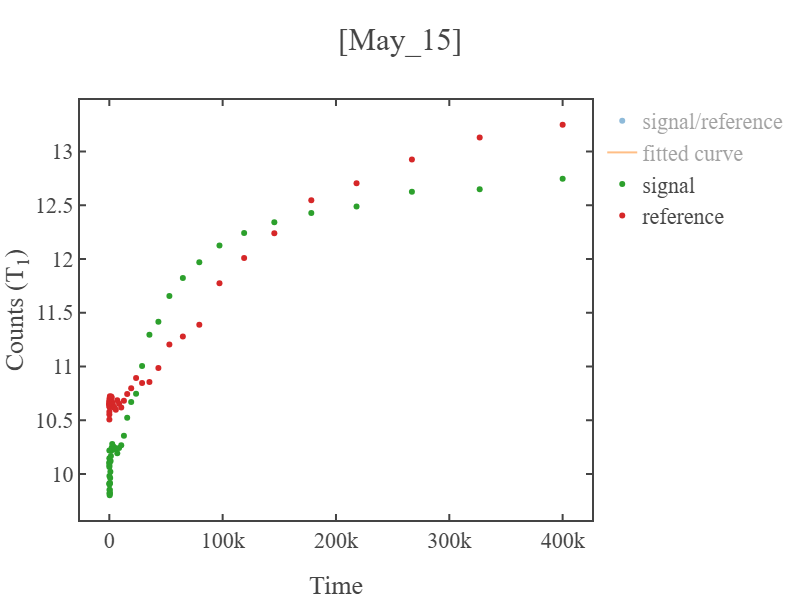 [May_15]
signal/reference
fitted curve
signal
reference
13
12.5
12
11.5
11
10.5
10
Counts (T1)
0 100k 200k 300k 400k
Time